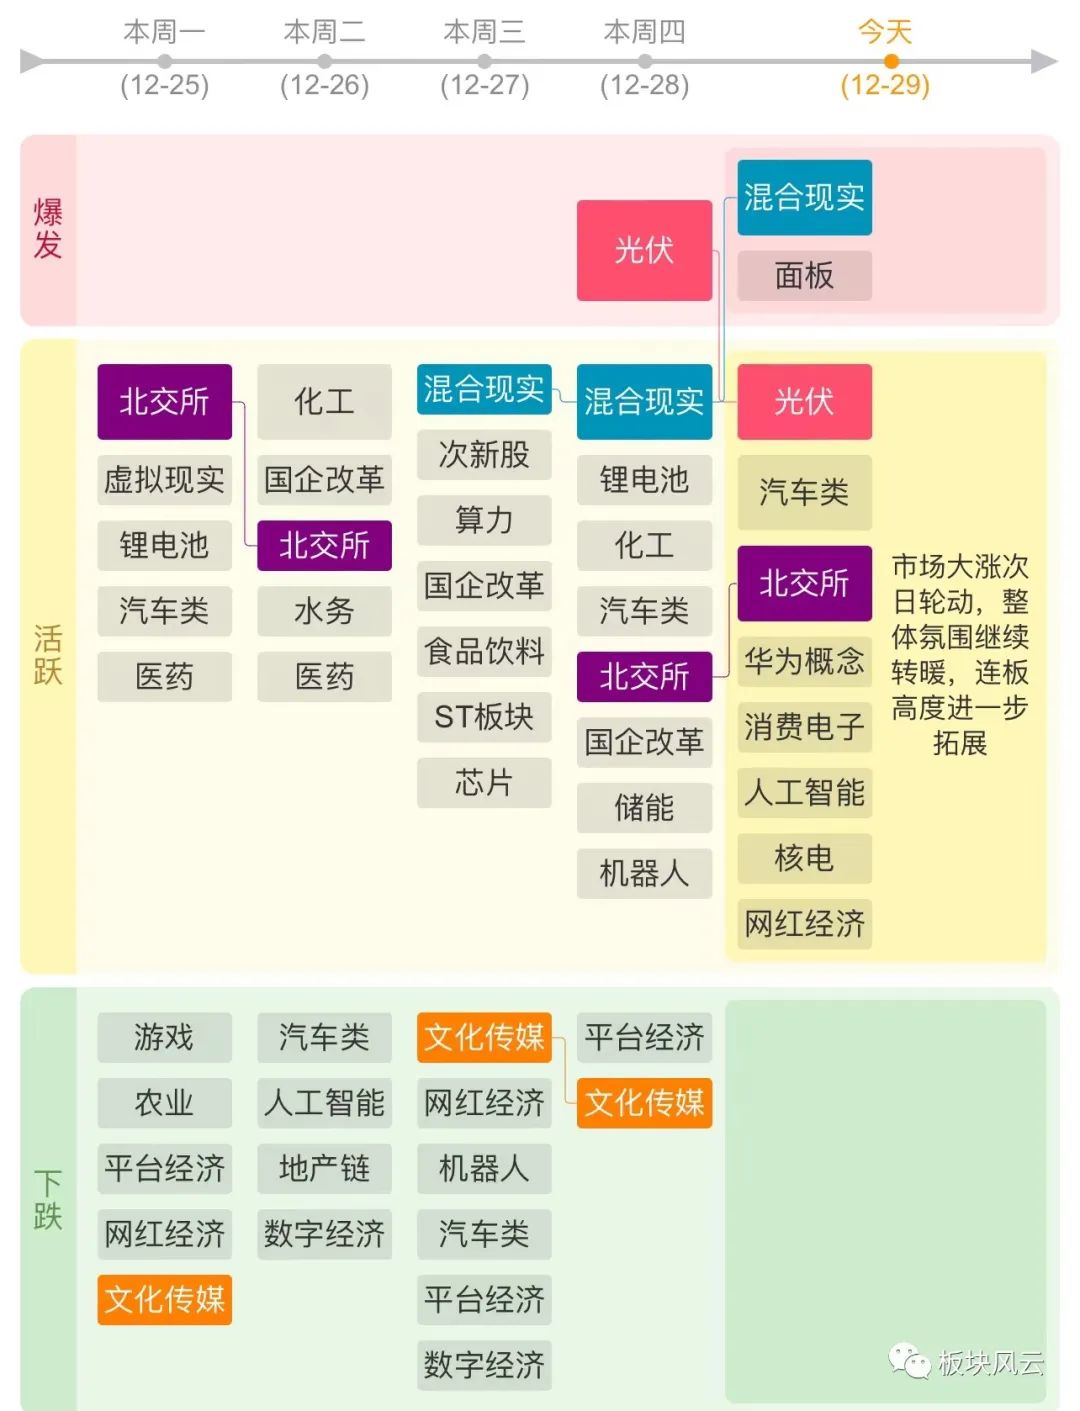 本周一
本周二
本周三
本周四
今天
(12-25)
(12-26)
(12-27)
(12-28)
(12-29)
爆发
光伏
混合现实
面板
活跃
北交所
虚拟现实
锂电池
汽车类
医药
化工
国企改革
北交所
水务
医药
混合现实
次新股
算力
国企改革
食品饮料
ST板块
芯片
混合现实
锂电池
化工
汽车类
北交所
国企改革
储能
机器人
光伏
汽车类
北交所
华为概念
消费电子
人工智能
核电
网红经济
市场大涨次
日轮动，整
体氛围继续
转暖，连板
高度进一步
拓展
下跌
游戏
农业
平台经济
网红经济
文化传媒
汽车类
人工智能
地产链
数字经济
文化传媒
网红经济
机器人
汽车类
平台经济
数字经济
平台经济
文化传媒
板块风云